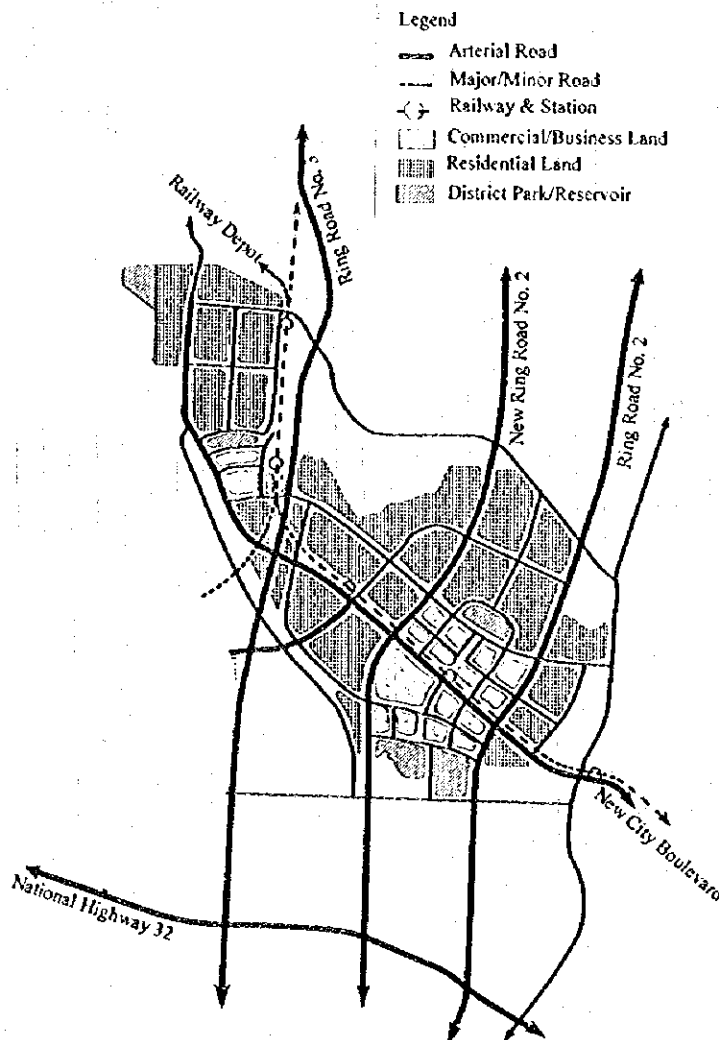 Legend
Arterial Road
Major/Minor Road
Railway & Station
Commercial/Business Land
Residential Land
District Park/Reservoir
Railway Depot
Ring Road No.
New Ring Road No. 2
Ring Road No. 2
New City Boulevard
National Highway 32